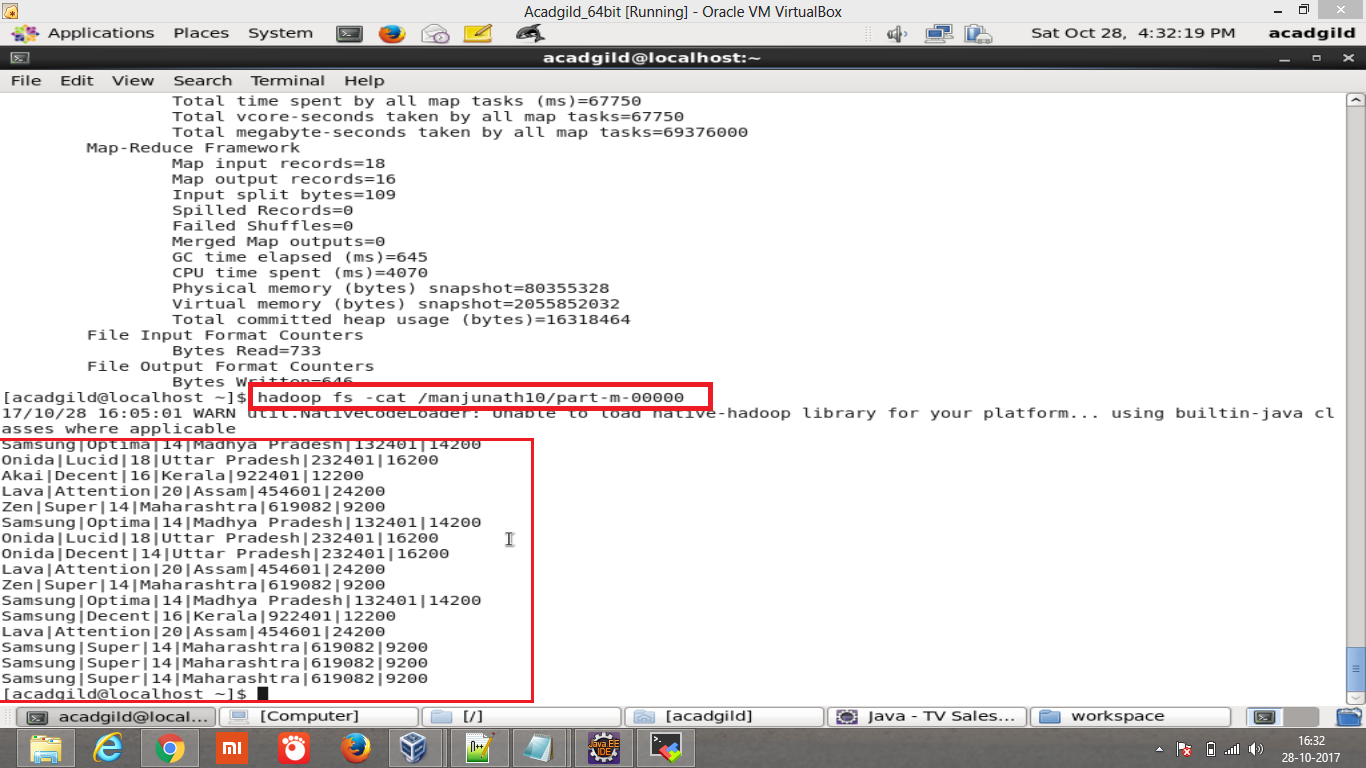 Acadgild_64bit [Running] - Oracle VM VirtualBox
Applications Places System Sat Oct 28, 4:32:19 PM acadgild
acadgild@localhost:~
File Edit View Search Terminal Help
Total time spent by all map tasks (ms)=67750
Total vcore-seconds taken by all map tasks=67750
Total megabyte-seconds taken by all map tasks=69376000
Map-Reduce Framework
Map input records=18
Map output records=16
Input split bytes=109
Spilled Records=0
Failed Shuffles=0
Merged Map outputs=0
GC time elapsed (ms)=645
CPU time spent (ms)=4070
Physical memory (bytes) snapshot=80355328
Virtual memory (bytes) snapshot=2055852032
Total committed heap usage (bytes)=16318464
File Input Format Counters
Bytes Read=733
File Output Format Counters
Bytes Written=646
[acadgild@localhost ~]$ hadoop fs -cat /manjunath10/part-m-00000
17/10/28 16:05:01 WARN util.NativeCodeLoader: Unable to load native-hadoop library for your platform... using builtin-java cl
asses where applicable
Samsung|Optima|14|Madhya Pradesh|132401|14200
Onida|Lucid|18|Uttar Pradesh|232401|16200
Akai|Decent|16|Kerala|922401|12200
Lava|Attention|20|Assam|454601|24200
Zen|Super|14|Maharashtra|619082|9200
Samsung|Optima|14|Madhya Pradesh|132401|14200
Onida|Lucid|18|Uttar Pradesh|232401|16200
Onida|Decent|14|Uttar Pradesh|232401|16200
Lava|Attention|20|Assam|454601|24200
Zen|Super|14|Maharashtra|619082|9200
Samsung|Optima|14|Madhya Pradesh|132401|14200
Samsung|Decent|16|Kerala|922401|12200
Lava|Attention|20|Assam|454601|24200
Samsung|Super|14|Maharashtra|619082|9200
Samsung|Super|14|Maharashtra|619082|9200
Samsung|Super|14|Maharashtra|619082|9200
[acadgild@localhost ~]$
acadgild@local... [Computer] [/] [acadgild] Java - TV Sales... workspace
mi Java EE IDE 16:32
28-10-2017